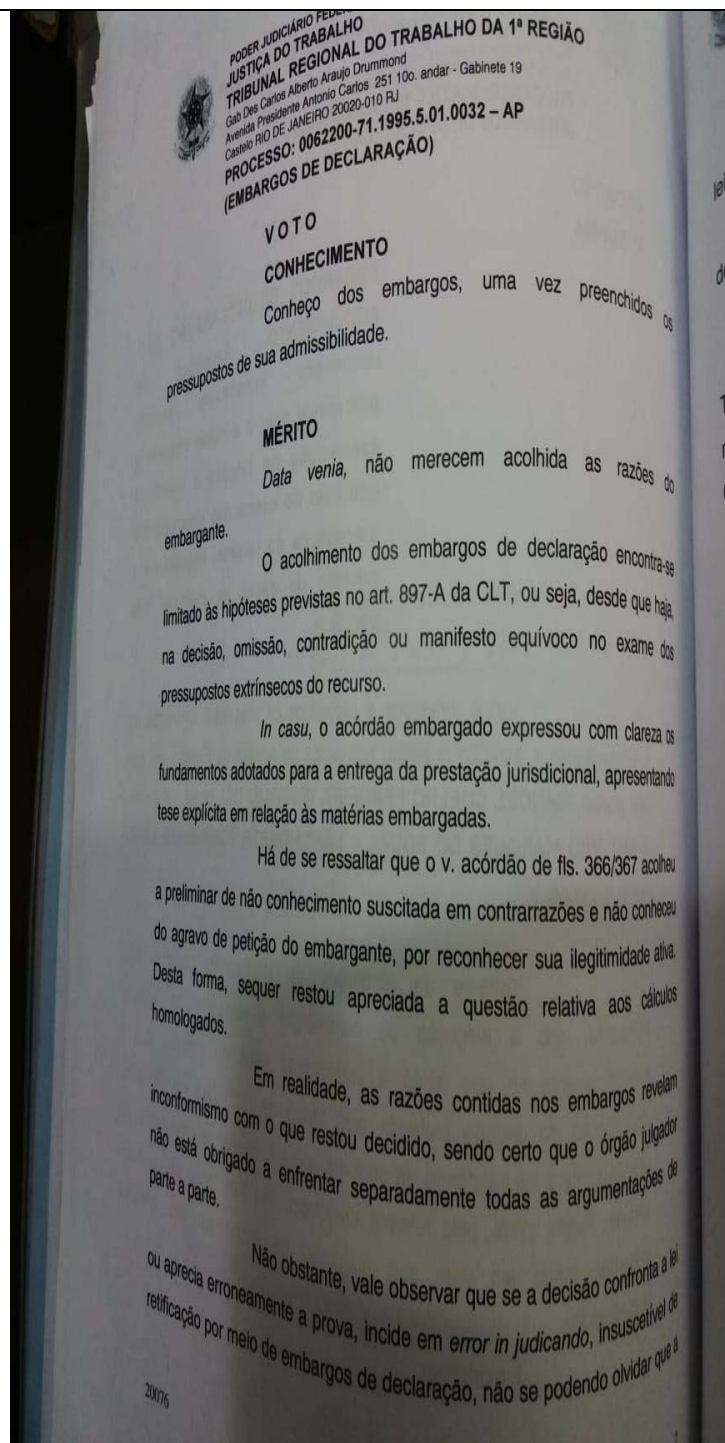 PODER JUDICIÁRIO
JUSTIÇA DO TRABALHO
TRIBUNAL REGIONAL DO TRABALHO DA 1ª REGIÃO
Gab Des Carlos Alberto Araujo Drummond
Avenida Presidente Antonio Carlos 251 10o. andar - Gabinete 19
Castelo RIO DE JANEIRO 20020-010 RJ
PROCESSO: 0062200-71.1995.5.01.0032 – AP
(EMBARGOS DE DECLARAÇÃO)
V O T O
CONHECIMENTO
Conheço dos embargos, uma vez preenchidos os
pressupostos de sua admissibilidade.
MÉRITO
Data venia, não merecem acolhida as razões do
embargante.
O acolhimento dos embargos de declaração encontra-se
limitado às hipóteses previstas no art. 897-A da CLT, ou seja, desde que haja,
na decisão, omissão, contradição ou manifesto equívoco no exame dos
pressupostos extrínsecos do recurso.
In casu, o acórdão embargado expressou com clareza os
fundamentos adotados para a entrega da prestação jurisdicional, apresentando
tese explícita em relação às matérias embargadas.
Há de se ressaltar que o v. acórdão de fls. 366/367 acolheu
a preliminar de não conhecimento suscitada em contrarrazões e não conheceu
do agravo de petição do embargante, por reconhecer sua ilegitimidade ativa.
Desta forma, sequer restou apreciada a questão relativa aos cálculos
homologados.
Em realidade, as razões contidas nos embargos revelam
inconformismo com o que restou decidido, sendo certo que o órgão julgador
não está obrigado a enfrentar separadamente todas as argumentações de
parte a parte.
Não obstante, vale observar que se a decisão confronta a lei
ou aprecia erroneamente a prova, incide em error in judicando, insuscetível de
retificação por meio de embargos de declaração, não se podendo olvidar que a
20076
1